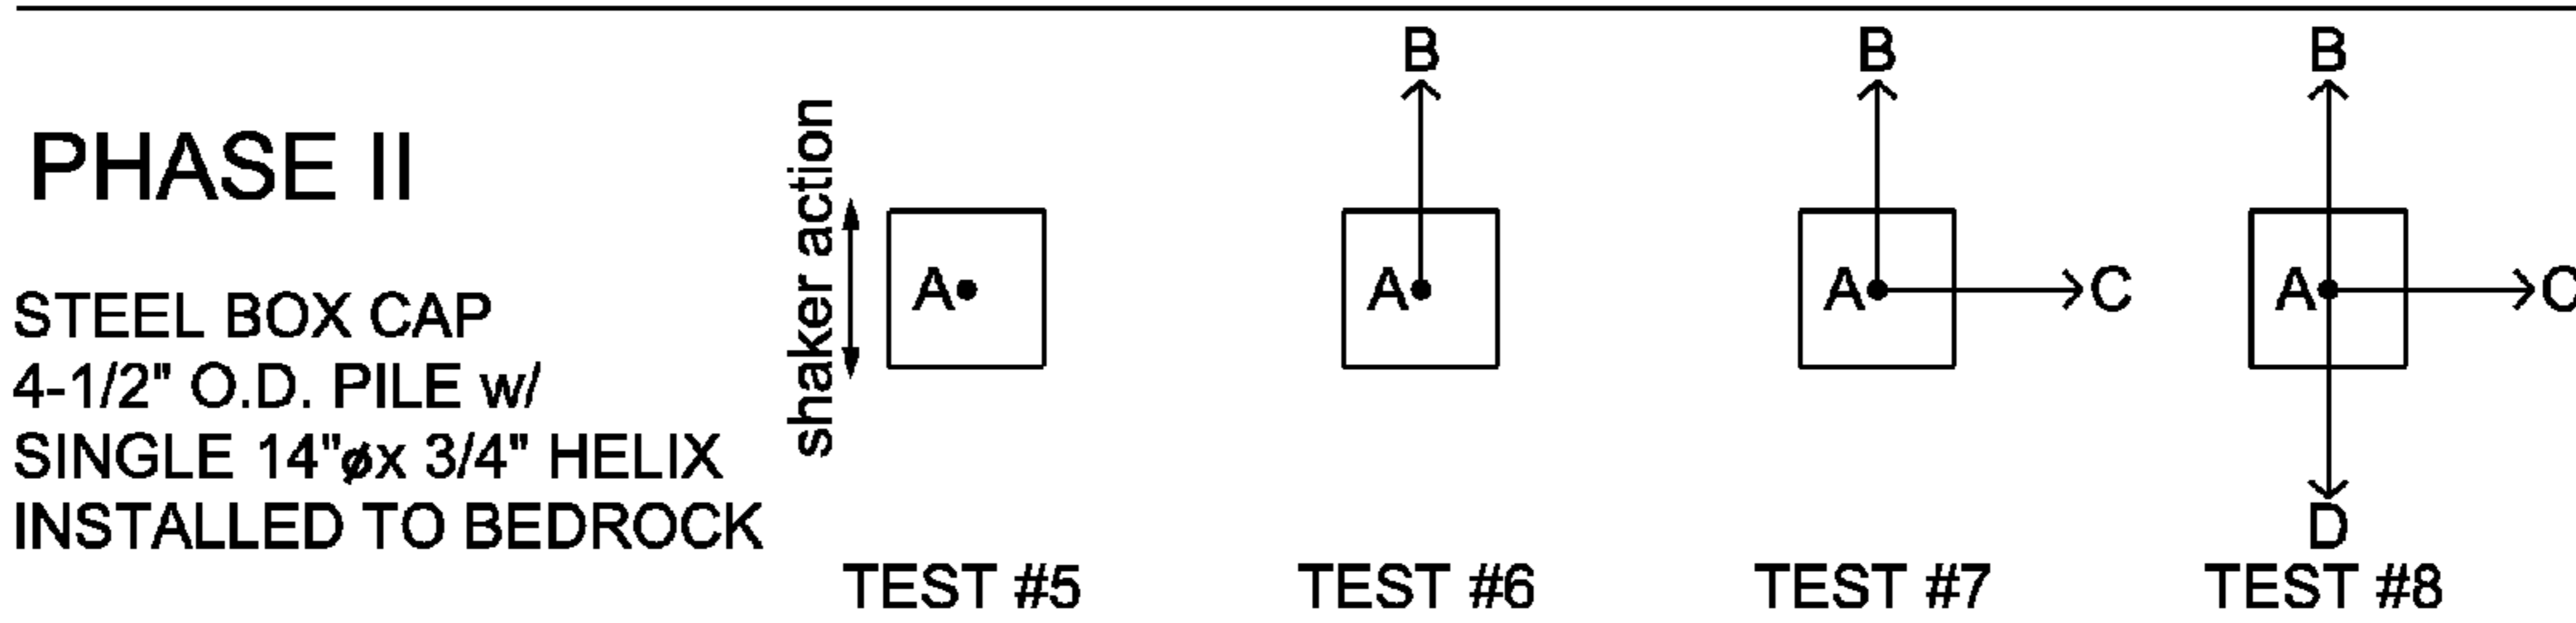 PHASE II
STEEL BOX CAP
4-1/2" O.D. PILE w/
SINGLE 14"øx 3/4" HELIX
INSTALLED TO BEDROCK
shaker action
A
TEST #5
B
A
TEST #6
B
A
C
TEST #7
B
A
C
D
TEST #8